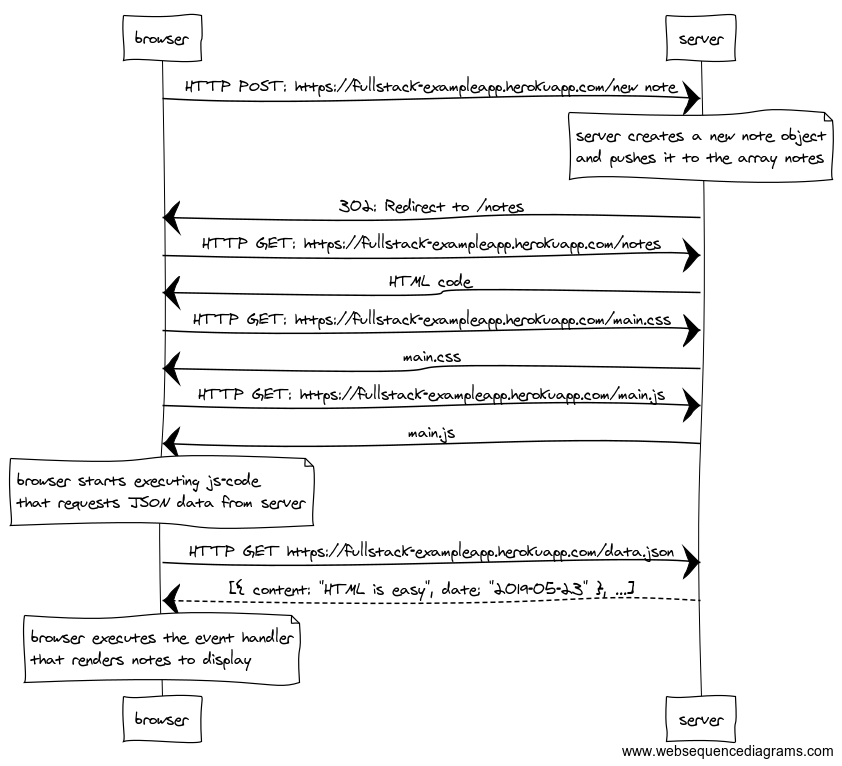 browser
server
HTTP POST: https://fullstack-exampleapp.herokuapp.com/new note
server creates a new note object
and pushes it to the array notes
302: Redirect to /notes
HTTP GET: https://fullstack-exampleapp.herokuapp.com/notes
HTML code
HTTP GET: https://fullstack-exampleapp.herokuapp.com/main.css
main.css
HTTP GET: https://fullstack-exampleapp.herokuapp.com/main.js
main.js
browser starts executing js-code
that requests JSON data from server
HTTP GET https://fullstack-exampleapp.herokuapp.com/data.json
[{ content: "HTML is easy", date: "2019-05-23" }, ...]
browser executes the event handler
that renders notes to display
browser
server
www.websequencediagrams.com